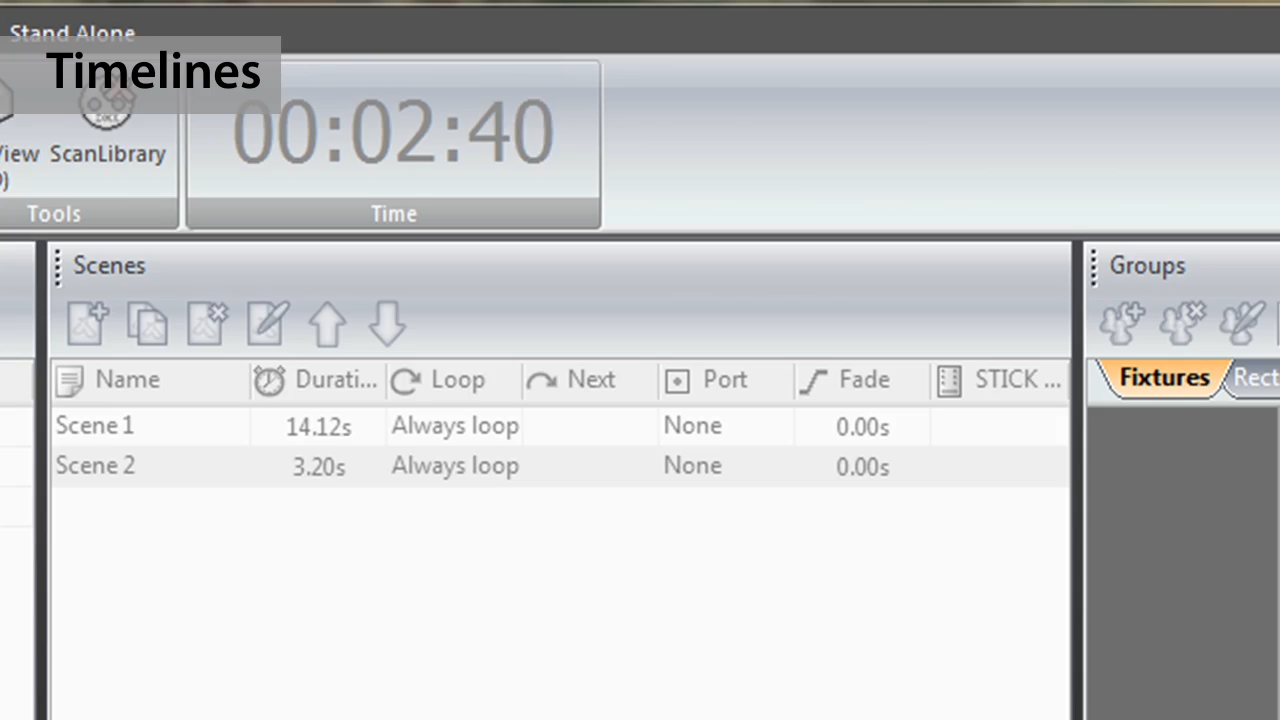 Stand Alone
Timelines
00:02:40
View ScanLibrary
Tools
Time
Scenes
Groups
Name Durati... Loop Next Port Fade STICK ...
Fixtures Rect
Scene 1 14.12s Always loop None 0.00s
Scene 2 3.20s Always loop None 0.00s